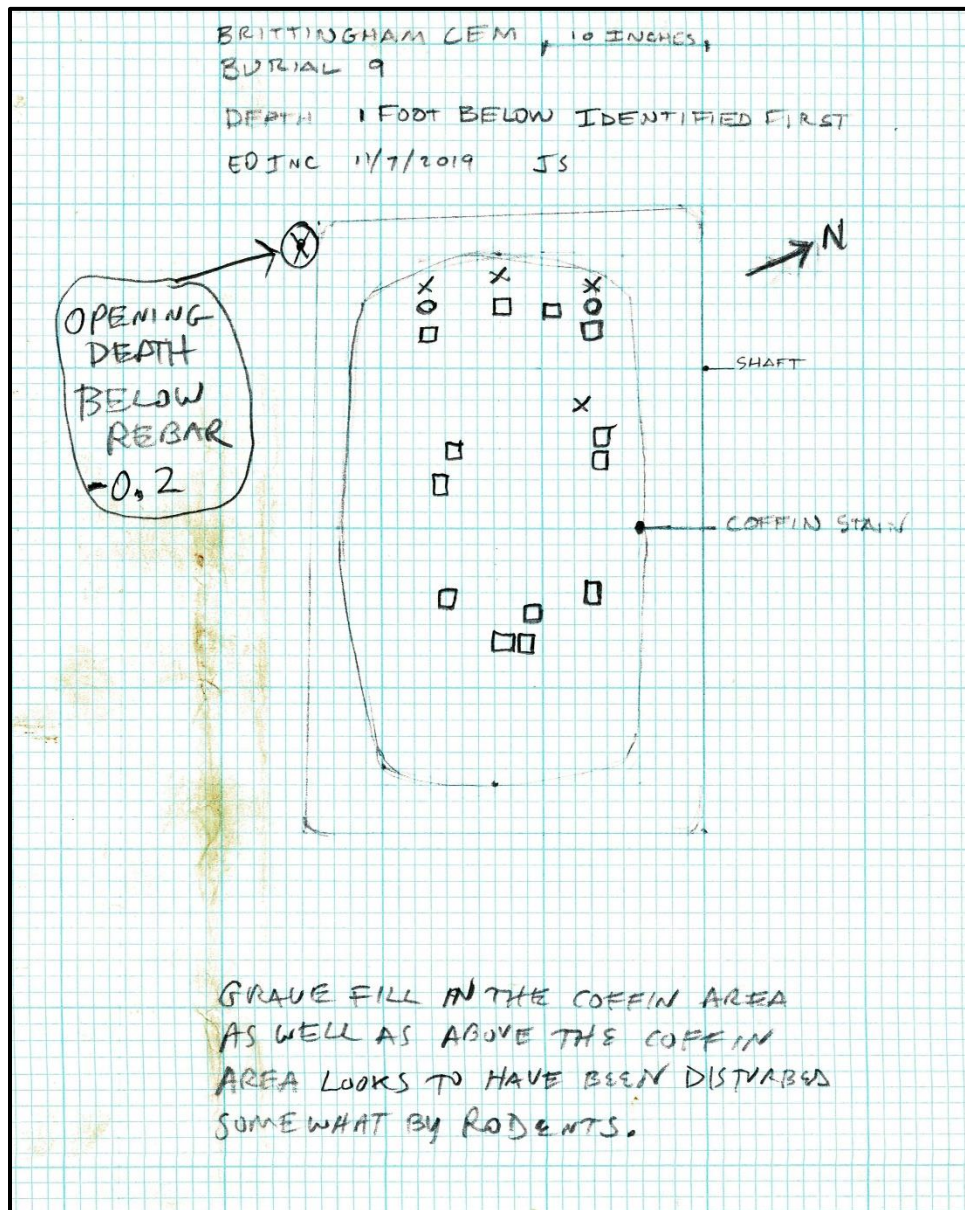 BRITTINGHAM CEM, 10 INCHES,
BURIAL 9
DEPTH 1 FOOT BELOW IDENTIFIED FIRST
EDINC 11/7/2019 JS
N
OPENING
DEPTH
BELOW
REBAR
-0.2
SHAFT
COFFIN STAIN
GRAVE FILL IN THE COFFIN AREA
AS WELL AS ABOVE THE COFFIN
AREA LOOKS TO HAVE BEEN DISTURBED
SOMEWHAT BY RODENTS.